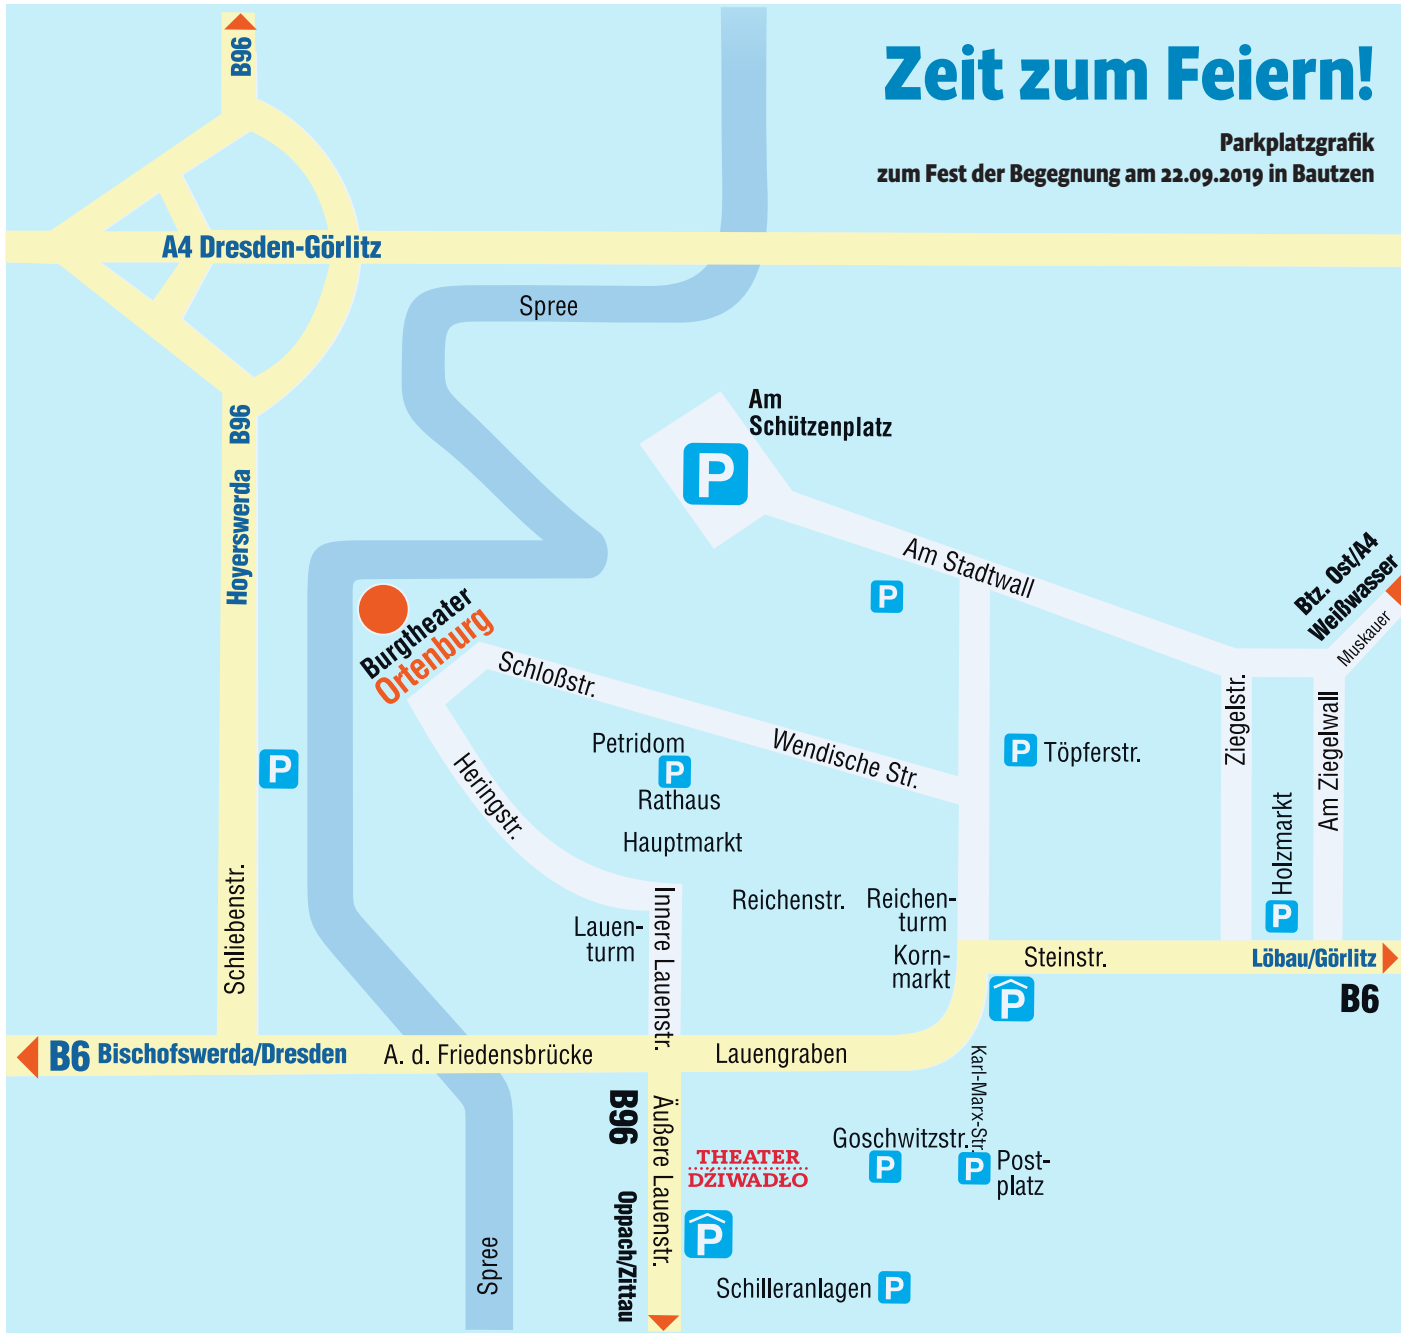 Zeit zum Feiern!
Parkplatzgrafik
zum Fest der Begegnung am 22.09.2019 in Bautzen
B96
A4 Dresden-Görlitz
Spree
B96
Hoyerswerda
Am
Schützenplatz
P
Am Stadtwall
P
Btz. Ost/A4
Weißwasser
Muskauer
Burgtheater
Ortenburg
Schloßstr.
Wendische Str.
Petridom
P
Rathaus
Hauptmarkt
P
Töpferstr.
Ziegelstr.
Am Ziegelwall
Holzmarkt
P
P
Heringstr.
Schliebenstr.
Reichenstr.
Reichen-
turm
Lauen-
turm
Innere Lauenstr.
Korn-
markt
Steinstr.
Löbau/Görlitz
B6
P
B6 Bischofswerda/Dresden
A. d. Friedensbrücke
Lauengraben
Karl-Marx-Str.
B96
Äußere Lauenstr.
Goschwitzstr.
P
P
Post-
platz
THEATER
DŹIWADŁO
Oppach/Zittau
P
Spree
Schilleranlagen
P